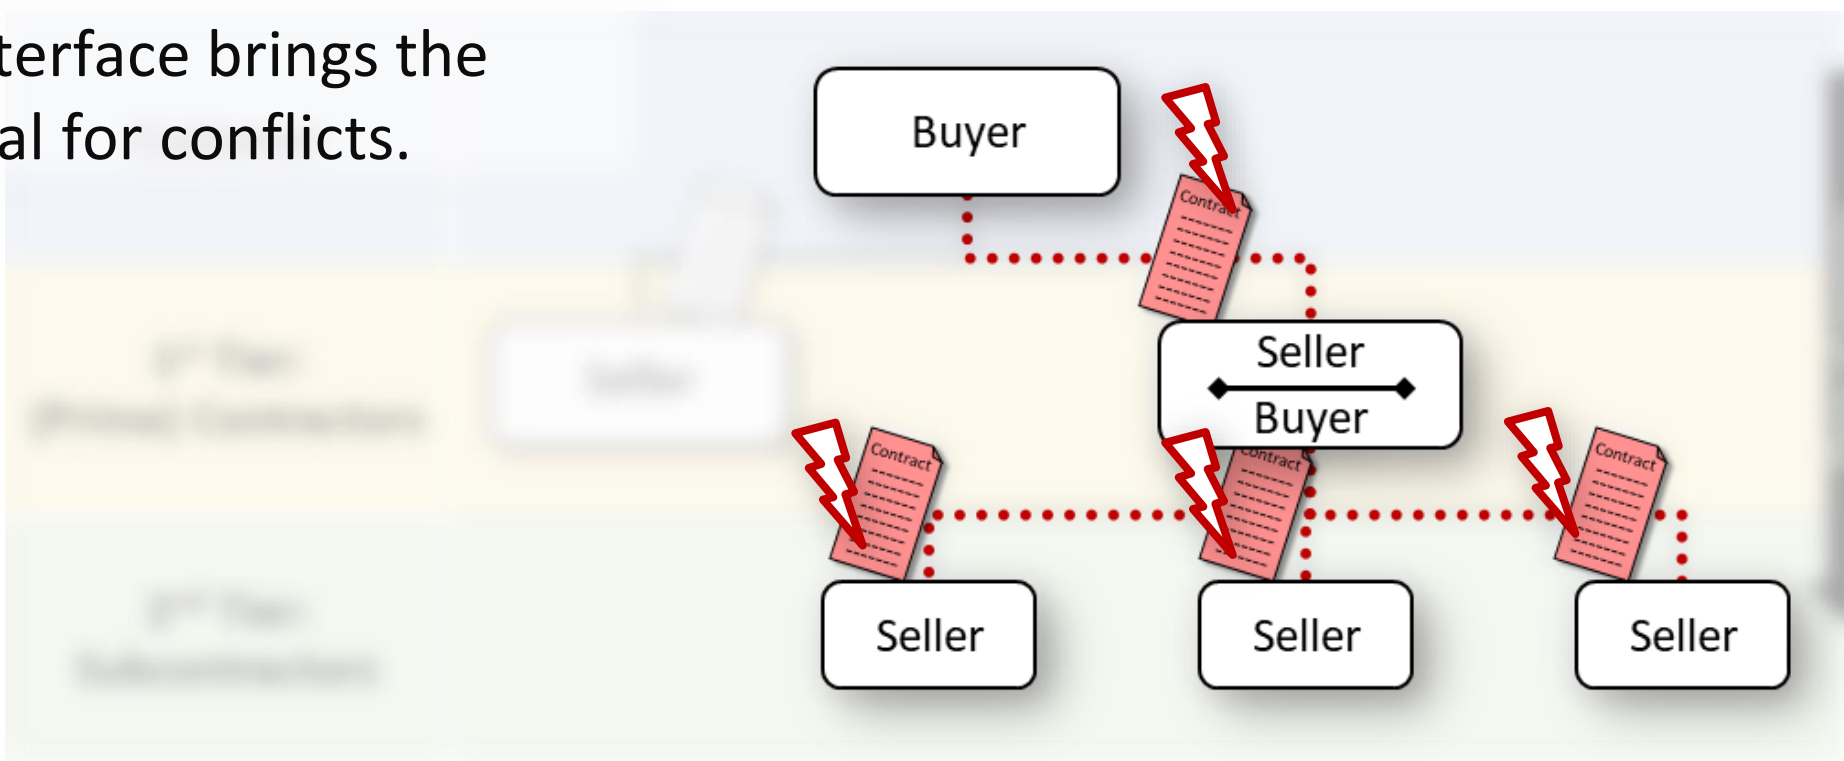 terface brings the
al for conflicts.
Buyer
Contract
Seller
Buyer
Contract
Contract
Contract
Seller
Seller
Seller